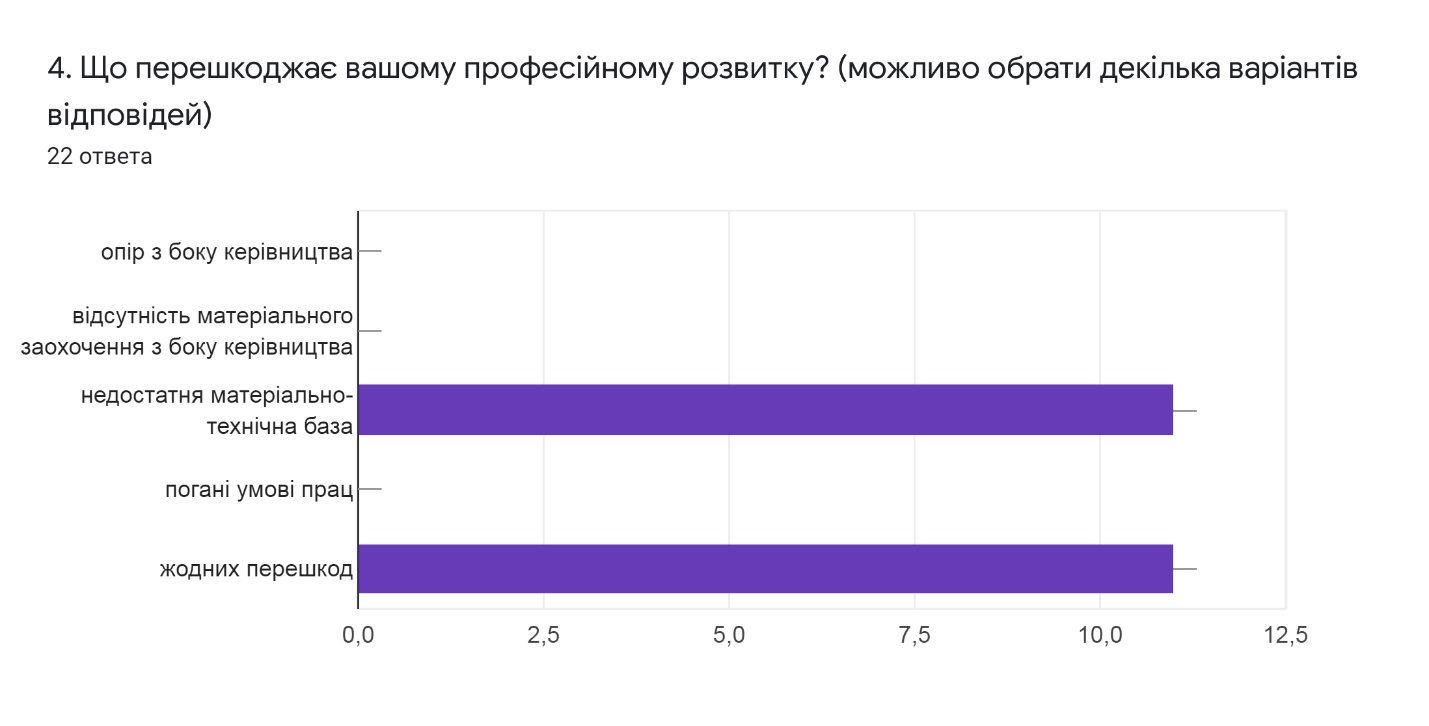 4. Що перешкоджає вашому професійному розвитку? (можливо обрати декілька варіантів
відповідей)
22 ответа
опір з боку керівництва
відсутність матеріального
заохочення з боку керівництва
недостатня матеріально-
технічна база
погані умові прац
жодних перешкод
0,0 2,5 5,0 7,5 10,0 12,5